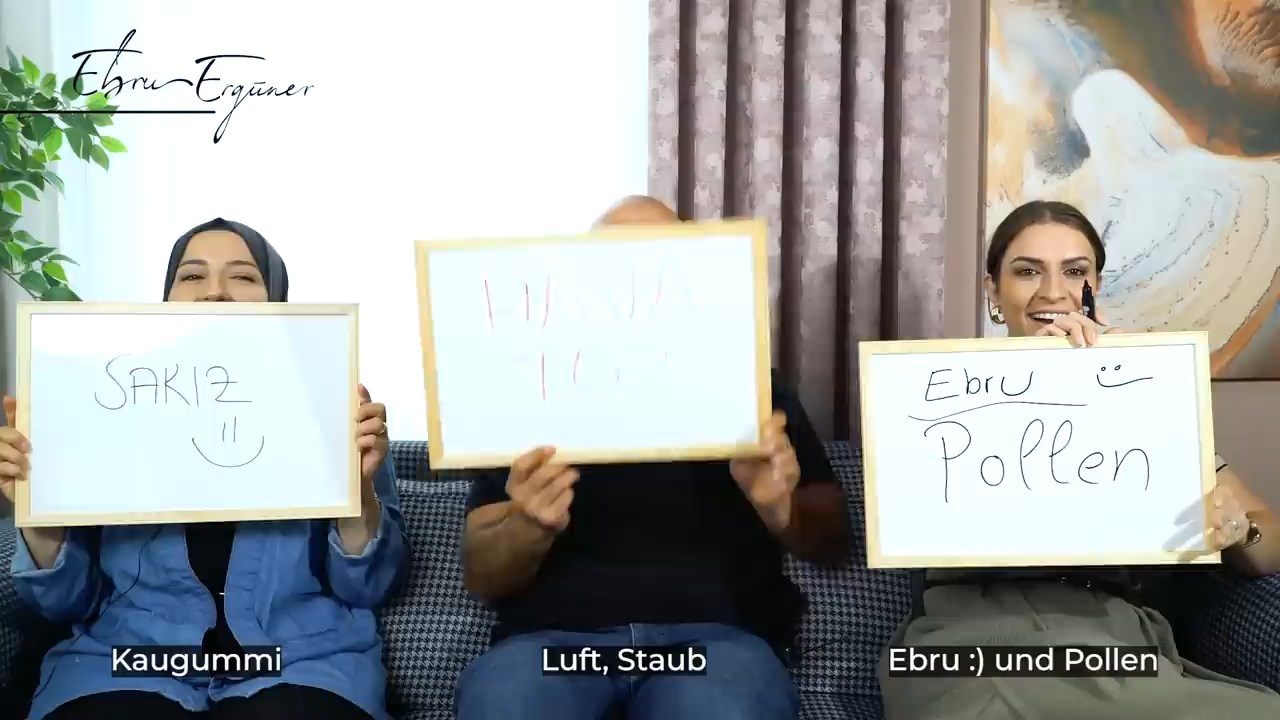 Ebru Ergüner
SAKIZ
Ebru :)
Pollen
Kaugummi
Luft, Staub
Ebru :) und Pollen